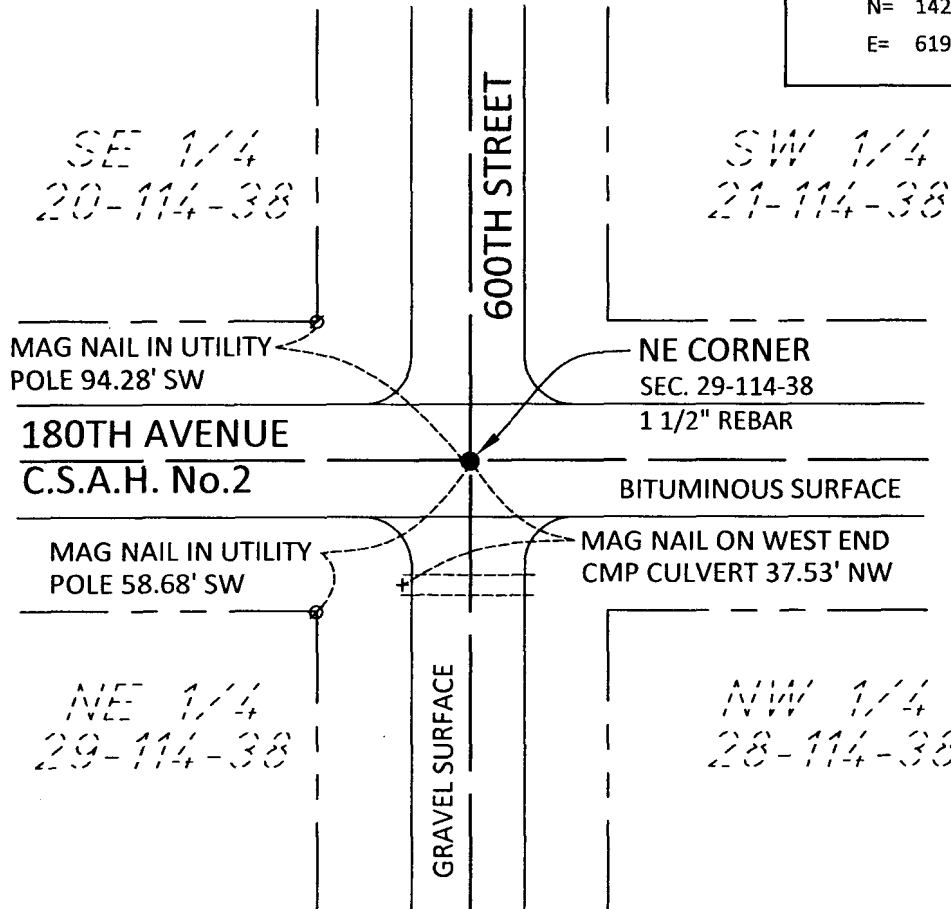 N= 142
E= 619
600TH STREET
SE 1/4
20-114-38
SW 1/4
21-114-38
MAG NAIL IN UTILITY
POLE 94.28' SW
NE CORNER
SEC. 29-114-38
1 1/2" REBAR
180TH AVENUE
C.S.A.H. No.2
BITUMINOUS SURFACE
MAG NAIL IN UTILITY
POLE 58.68' SW
MAG NAIL ON WEST END
CMP CULVERT 37.53' NW
NE 1/4
29-114-38
NW 1/4
28-114-38
GRAVEL SURFACE